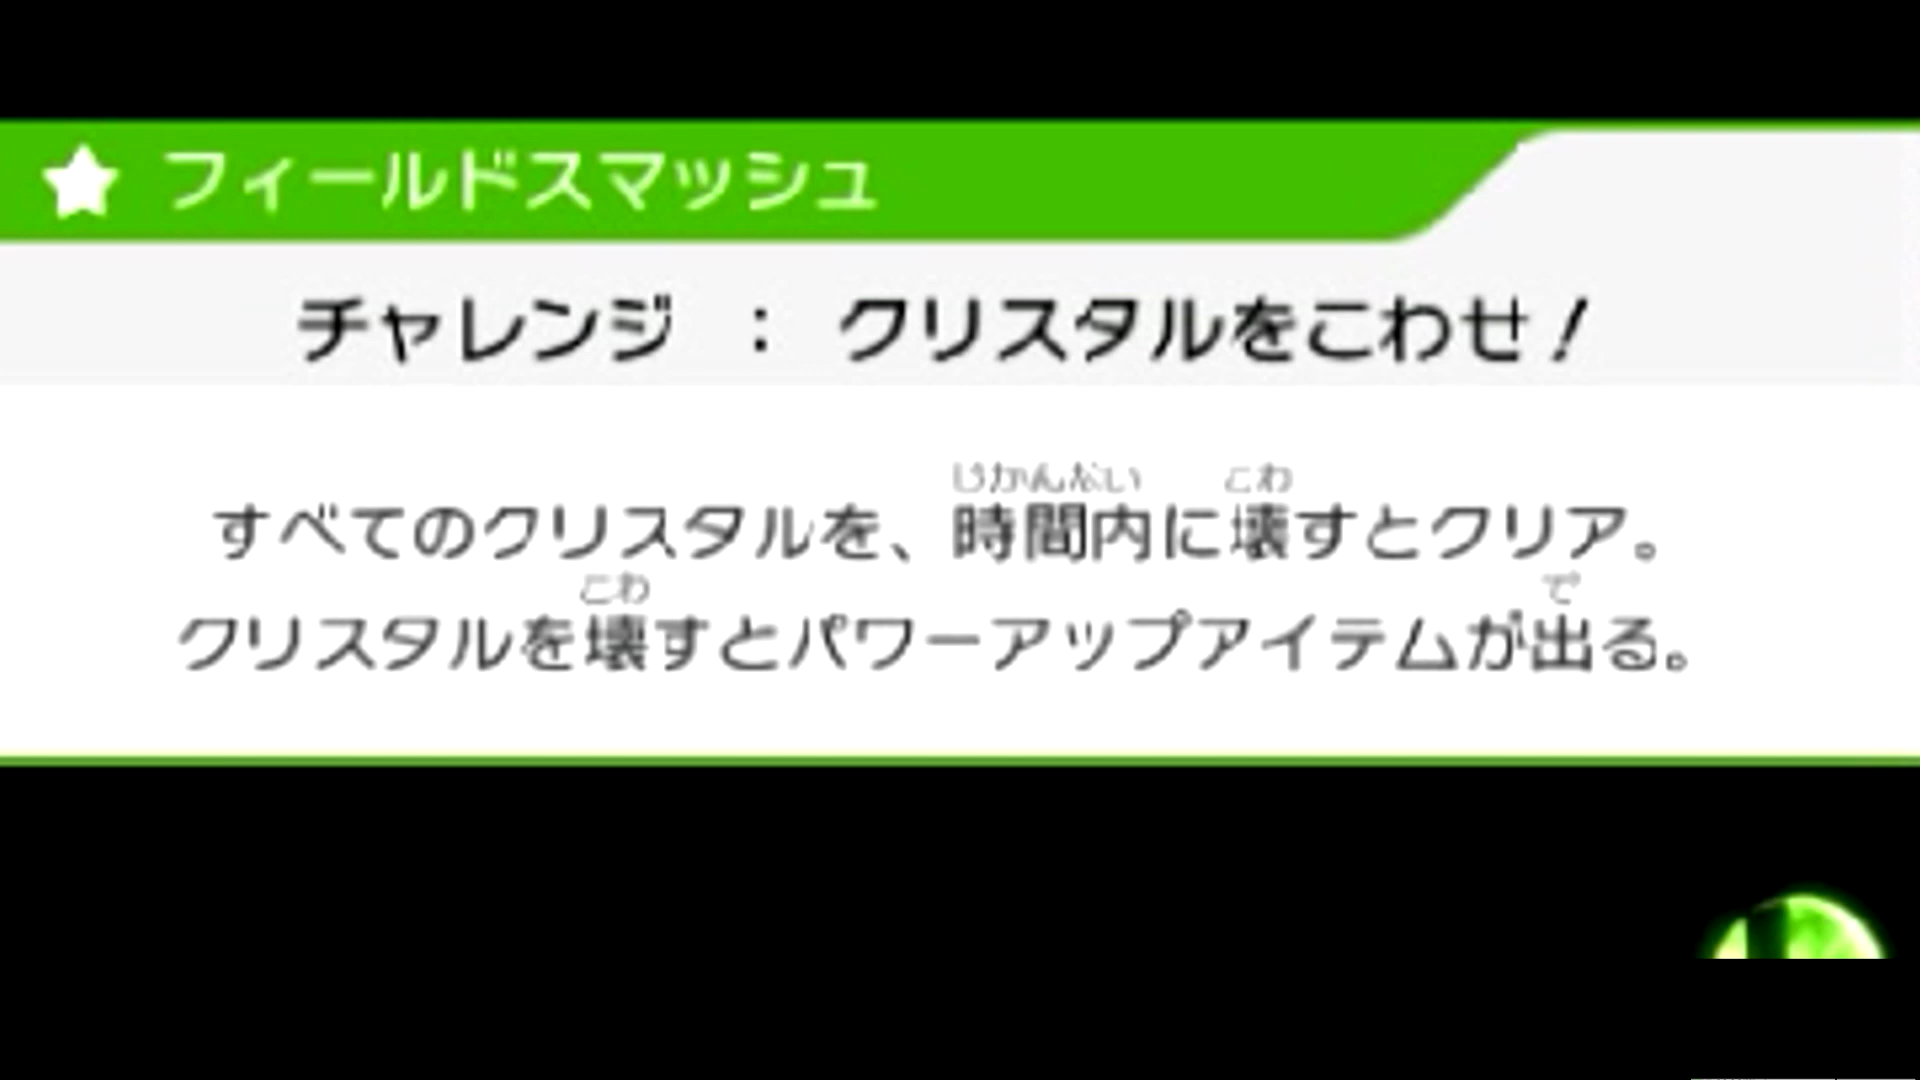 フィールドスマッシュ
チャレンジ : クリスタルをこわせ!
じかんない こわ
すべてのクリスタルを、時間内に壊すとクリア。
こわ で
クリスタルを壊すとパワーアップアイテムが出る。